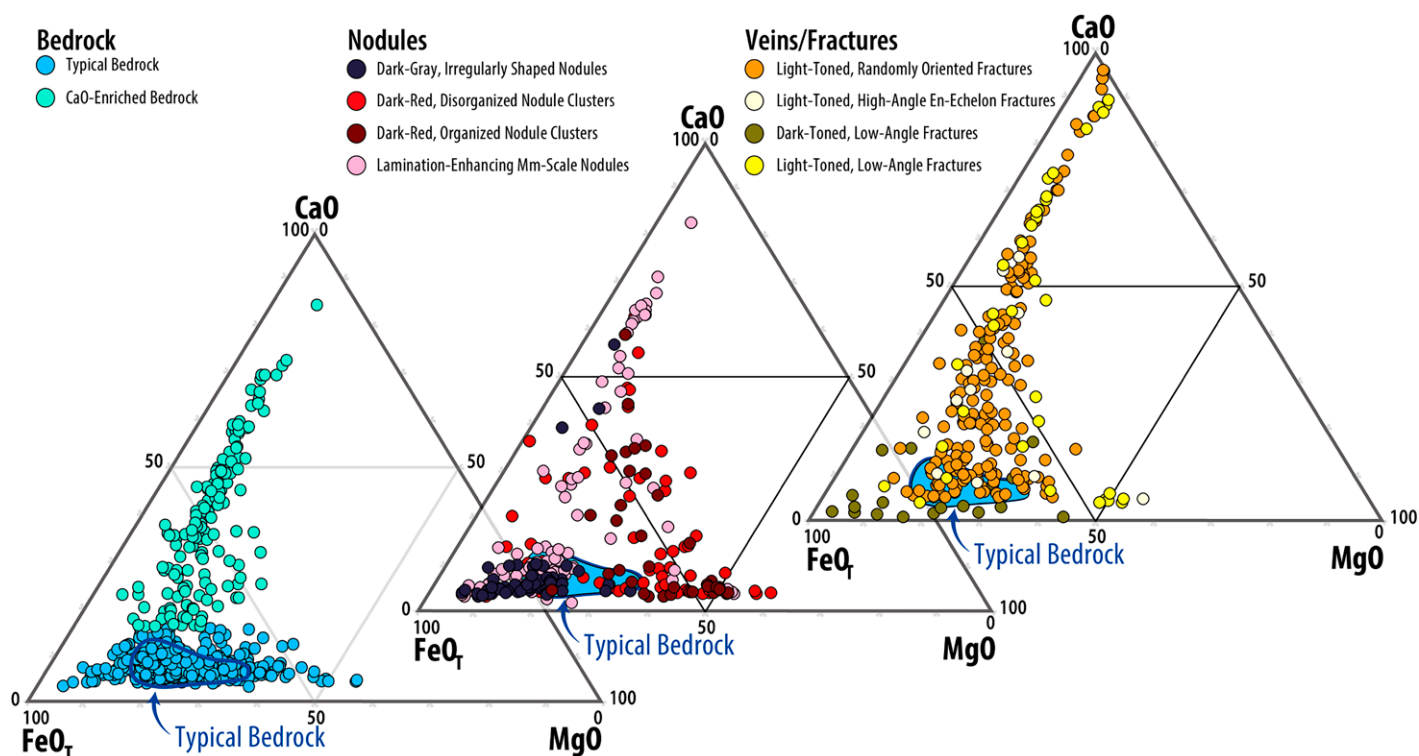 Bedrock
Typical Bedrock
CaO-Enriched Bedrock
Nodules
Dark-Gray, Irregularly Shaped Nodules
Dark-Red, Disorganized Nodule Clusters
Dark-Red, Organized Nodule Clusters
Lamination-Enhancing Mm-Scale Nodules
Veins/Fractures
Light-Toned, Randomly Oriented Fractures
Light-Toned, High-Angle En-Echelon Fractures
Dark-Toned, Low-Angle Fractures
Light-Toned, Low-Angle Fractures
CaO
100 0
50
50
0
100
100
50
0
FeOT
MgO
Typical Bedrock
CaO
100 0
50
50
0
100
100
50
0
FeOT
MgO
Typical Bedrock
CaO
100 0
50
50
0
100
100
50
0
FeOT
MgO
Typical Bedrock